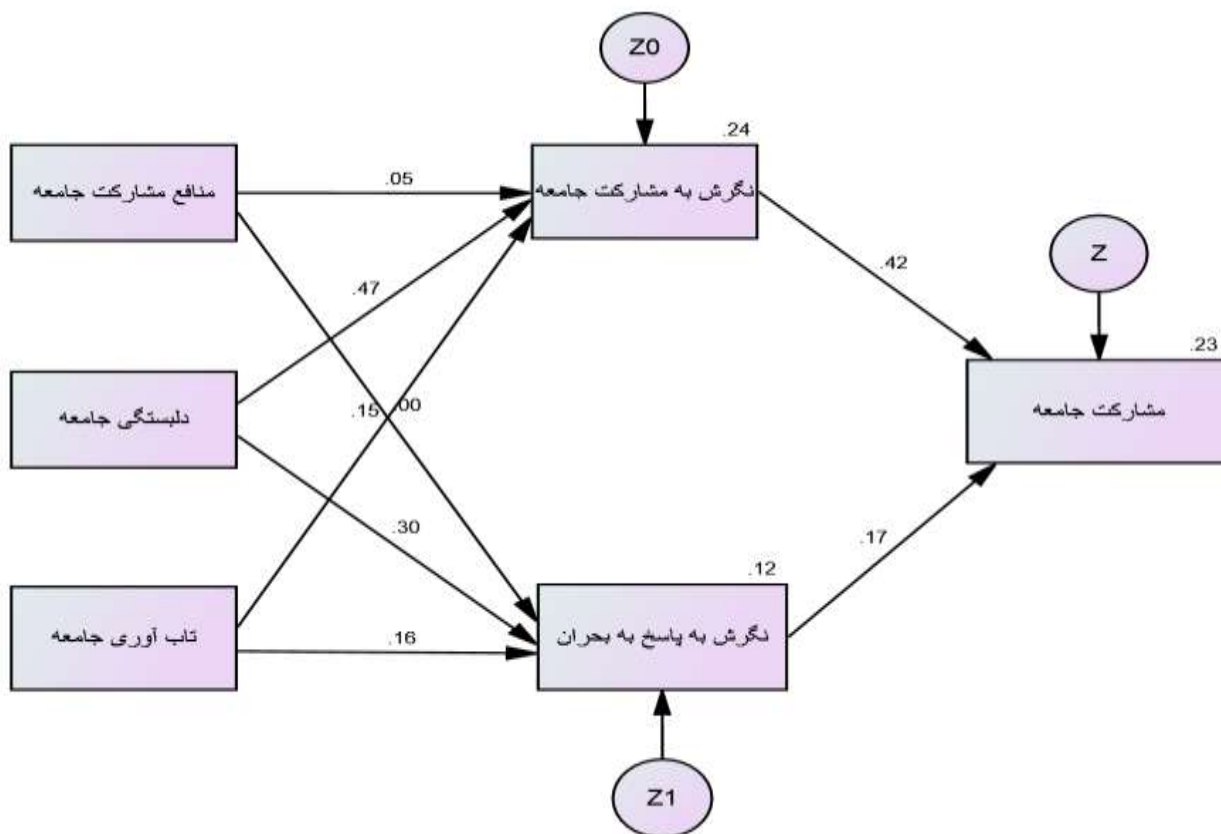 Z0
.24
منافع مشارکت جامعه
.05
نگرش به مشارکت جامعه
.47
.42
Z
.23
دلبستگی جامعه
.15
.00
مشارکت جامعه
.30
.17
.12
تاب آوری جامعه
.16
نگرش به پاسخ به بحران
Z1